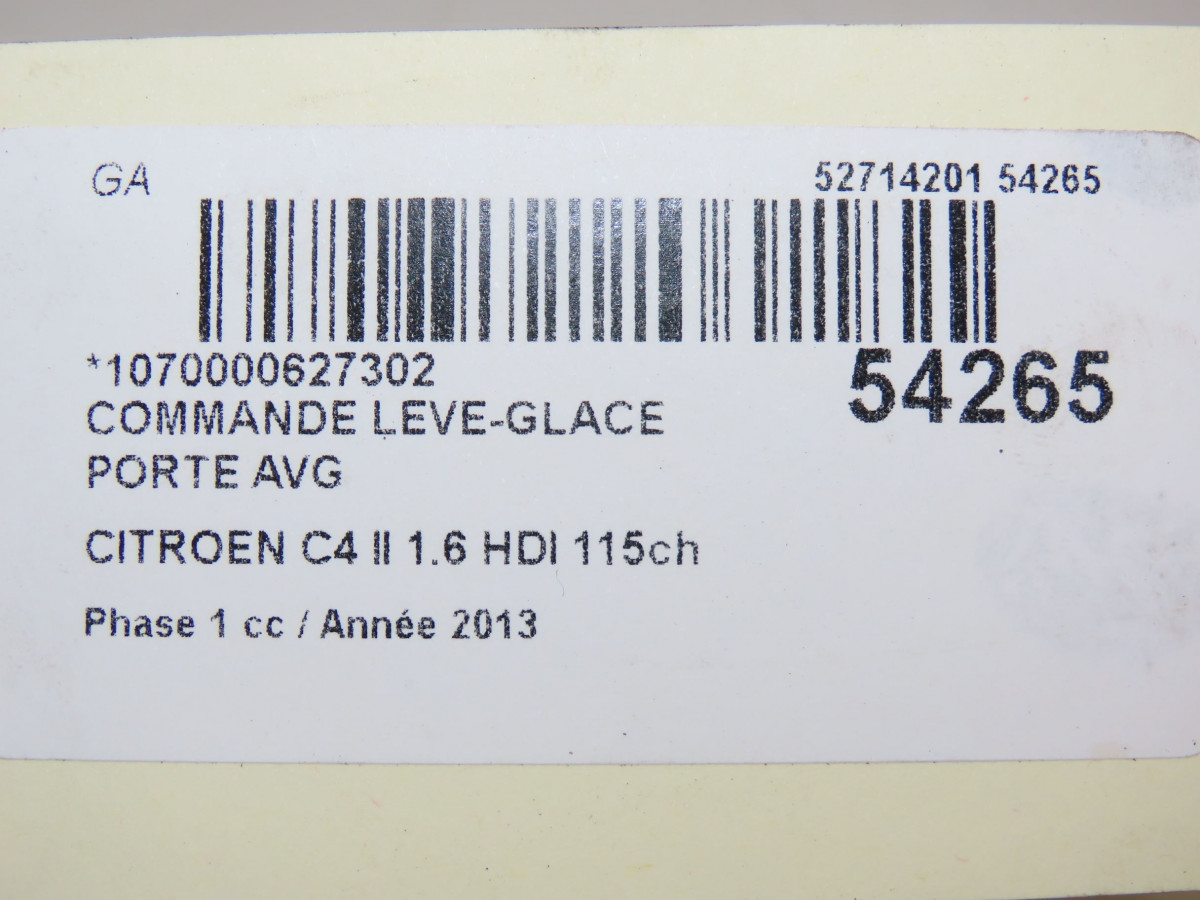 GA
52714201 54265
*1070000627302
54265
COMMANDE LEVE-GLACE
PORTE AVG
CITROEN C4 II 1.6 HDI 115ch
Phase 1 cc / Année 2013